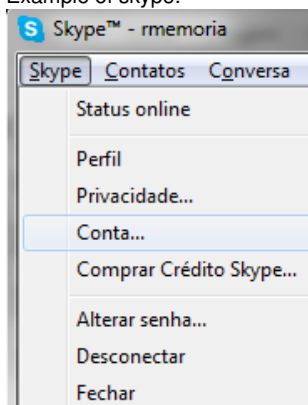 Example of skype:
Skype™ - rmemoria
Skype Contatos Conversa
Status online
Perfil
Privacidade...
Conta...
Comprar Crédito Skype...
Alterar senha...
Desconectar
Fechar